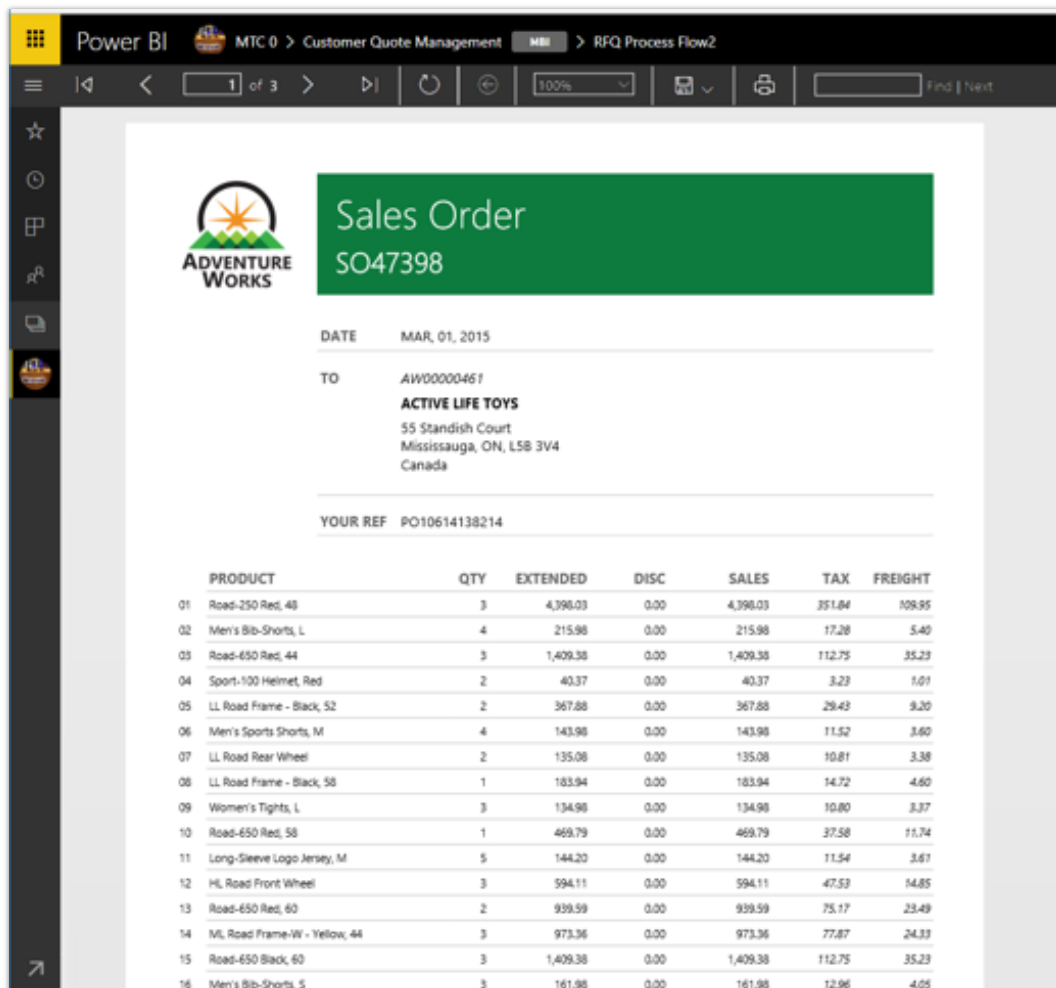 Power BI MTC 0 > Customer Quote Management MBI > RFQ Process Flow2
1 of 3 100% Find | Next
ADVENTURE
WORKS
Sales Order
SO47398
DATE MAR, 01, 2015
TO AW00000461
ACTIVE LIFE TOYS
55 Standish Court
Mississauga, ON, L5B 3V4
Canada
YOUR REF PO10614138214
PRODUCT QTY EXTENDED DISC SALES TAX FREIGHT
01 Road-250 Red, 48 3 4,398.03 0.00 4,398.03 351.84 109.95
02 Men's Bib-Shorts, L 4 215.98 0.00 215.98 17.28 5.40
03 Road-650 Red, 44 3 1,409.38 0.00 1,409.38 112.75 35.23
04 Sport-100 Helmet, Red 2 40.37 0.00 40.37 3.23 1.01
05 LL Road Frame - Black, 52 2 367.88 0.00 367.88 29.43 9.20
06 Men's Sports Shorts, M 4 143.98 0.00 143.98 11.52 3.60
07 LL Road Rear Wheel 2 135.08 0.00 135.08 10.81 3.38
08 LL Road Frame - Black, 58 1 183.94 0.00 183.94 14.72 4.60
09 Women's Tights, L 3 134.98 0.00 134.98 10.80 3.37
10 Road-650 Red, 58 1 469.79 0.00 469.79 37.58 11.74
11 Long-Sleeve Logo Jersey, M 5 144.20 0.00 144.20 11.54 3.61
12 HL Road Front Wheel 3 594.11 0.00 594.11 47.53 14.85
13 Road-650 Red, 60 2 939.59 0.00 939.59 75.17 23.49
14 ML Road Frame-W - Yellow, 44 3 973.36 0.00 973.36 77.87 24.33
15 Road-650 Black, 60 3 1,409.38 0.00 1,409.38 112.75 35.23
16 Men's Bib-Shorts, S 3 161.98 0.00 161.98 12.96 4.05